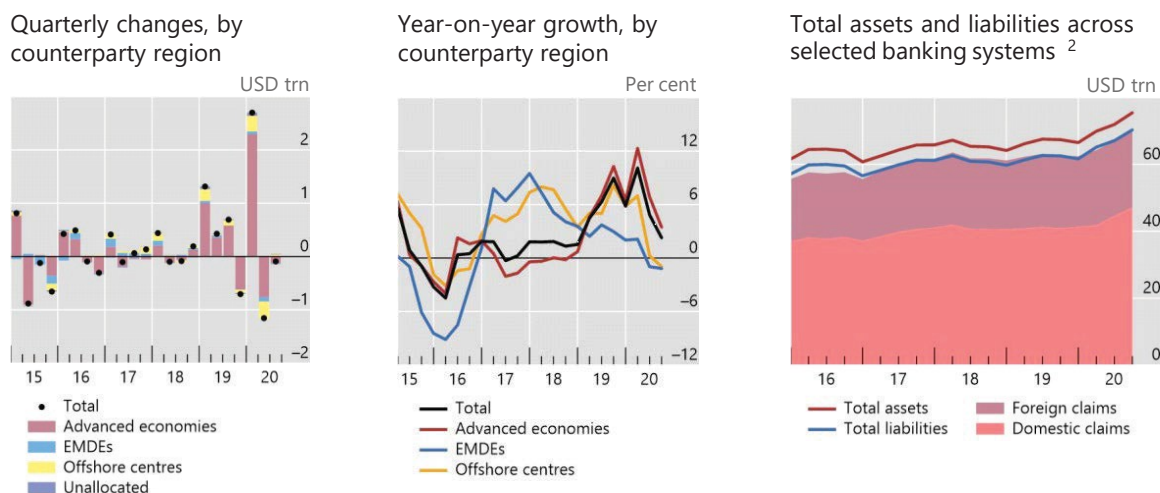 Quarterly changes, by
counterparty region
USD trn
2
1
0
–1
–2
15 16 17 18 19 20
Total
Advanced economies
EMDEs
Offshore centres
Unallocated
Year-on-year growth, by
counterparty region
Per cent
12
6
0
–6
–12
15 16 17 18 19 20
Total
Advanced economies
EMDEs
Offshore centres
Total assets and liabilities across
selected banking systems 2
USD trn
60
40
20
0
16 17 18 19 20
Total assets
Total liabilities
Foreign claims
Domestic claims